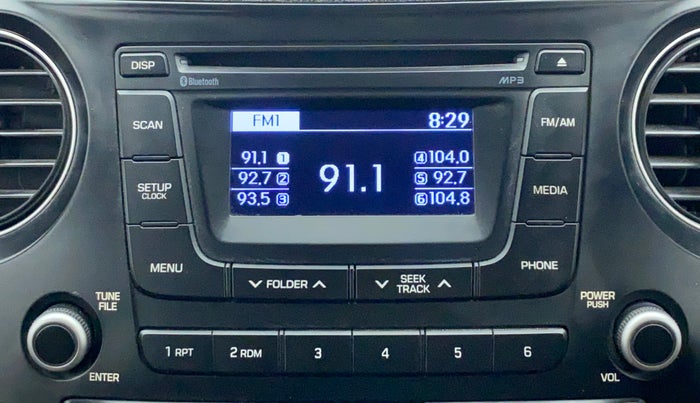 DISP
Bluetooth
MP3
SCAN
FM1 8:29
FM/AM
91.1 1 4 104.0
92.7 2 91.1 5 92.7
93.5 3 6 104.8
SETUP
CLOCK
MEDIA
MENU
FOLDER
SEEK
TRACK
PHONE
TUNE
FILE
POWER
PUSH
1 RPT 2 RDM 3 4 5 6
ENTER
VOL